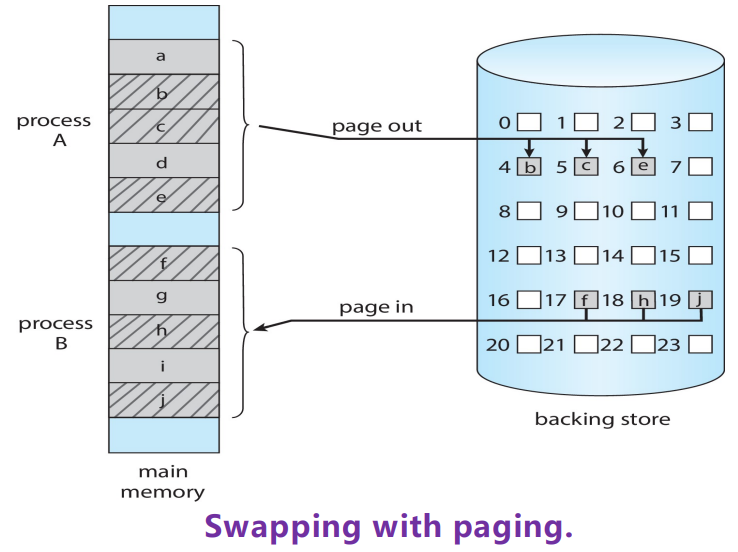 a
b
c
d
e
process
A
page out
0 1 2 3
4 b 5 c 6 e 7
8 9 10 11
12 13 14 15
f
g
h
i
j
process
B
page in
16 17 f 18 h 19 j
20 21 22 23
backing store
main
memory
Swapping with paging.